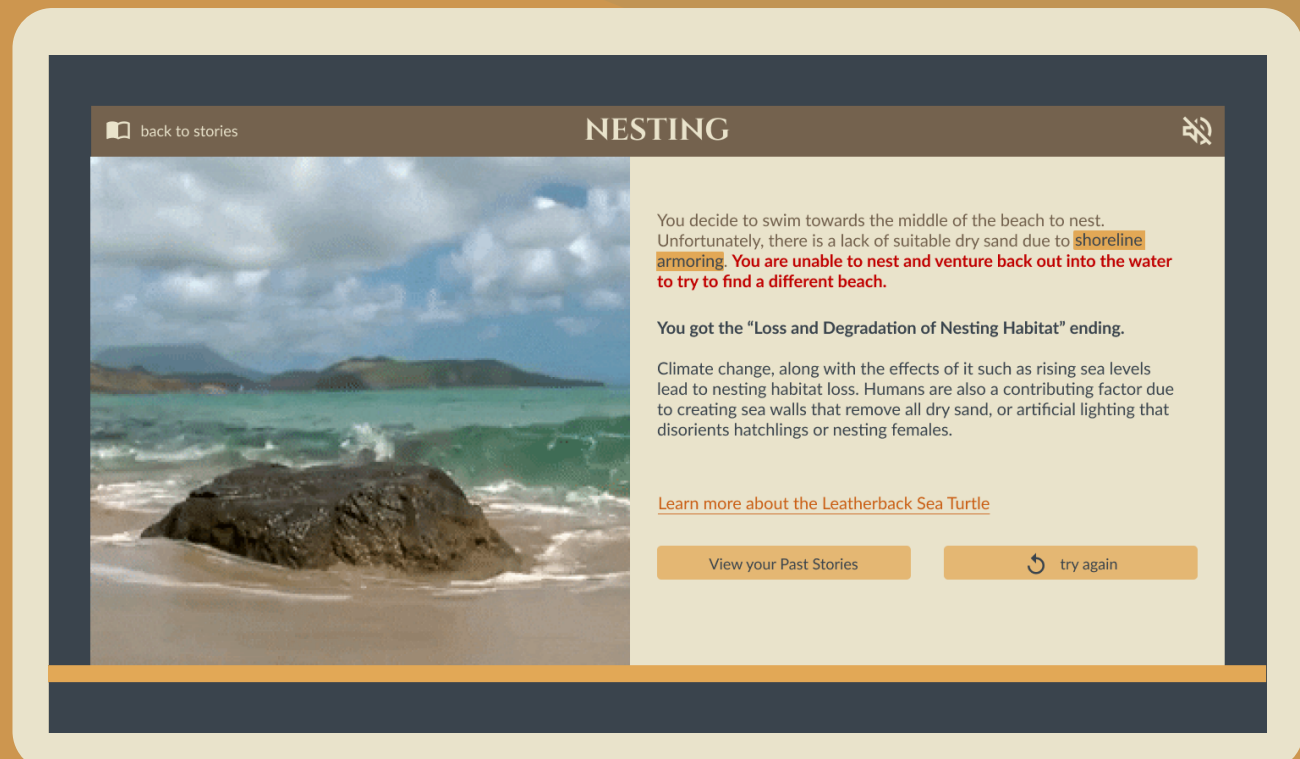 back to stories
NESTING
You decide to swim towards the middle of the beach to nest.
Unfortunately, there is a lack of suitable dry sand due to shoreline
armoring. You are unable to nest and venture back out into the water
to try to find a different beach.
You got the “Loss and Degradation of Nesting Habitat” ending.
Climate change, along with the effects of it such as rising sea levels
lead to nesting habitat loss. Humans are also a contributing factor due
to creating sea walls that remove all dry sand, or artificial lighting that
disorients hatchlings or nesting females.
Learn more about the Leatherback Sea Turtle
View your Past Stories
try again